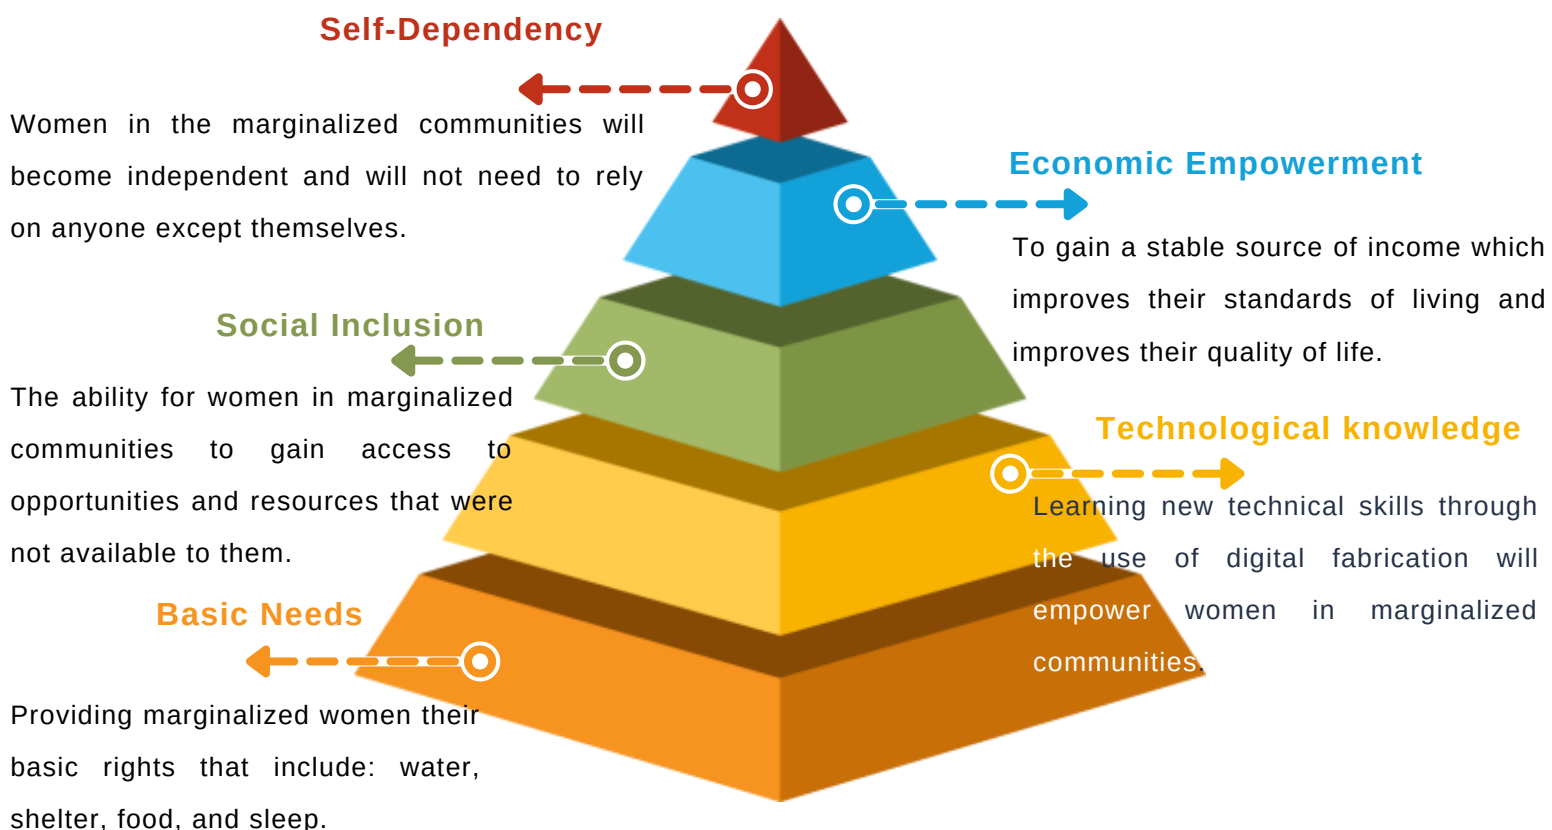 Self-Dependency
Women in the marginalized communities will
become independent and will not need to rely
on anyone except themselves.
Economic Empowerment
To gain a stable source of income which
improves their standards of living and
improves their quality of life.
Social Inclusion
The ability for women in marginalized
communities to gain access to
opportunities and resources that were
not available to them.
Technological knowledge
Learning new technical skills through
the use of digital fabrication will
empower women in marginalized
communities.
Basic Needs
Providing marginalized women their
basic rights that include: water,
shelter, food, and sleep.